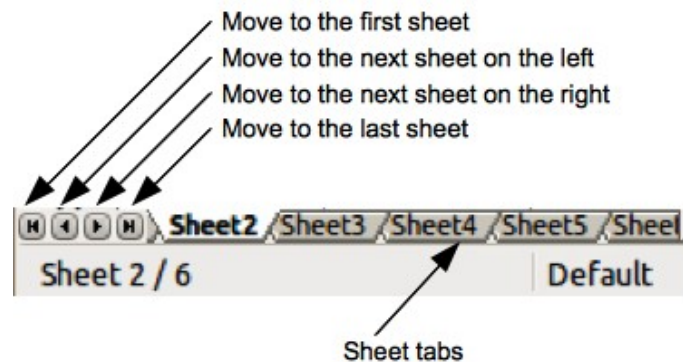 Move to the first sheet
Move to the next sheet on the left
Move to the next sheet on the right
Move to the last sheet
Sheet2 Sheet3 Sheet4 Sheet5 Sheel
Sheet 2 / 6 Default
Sheet tabs